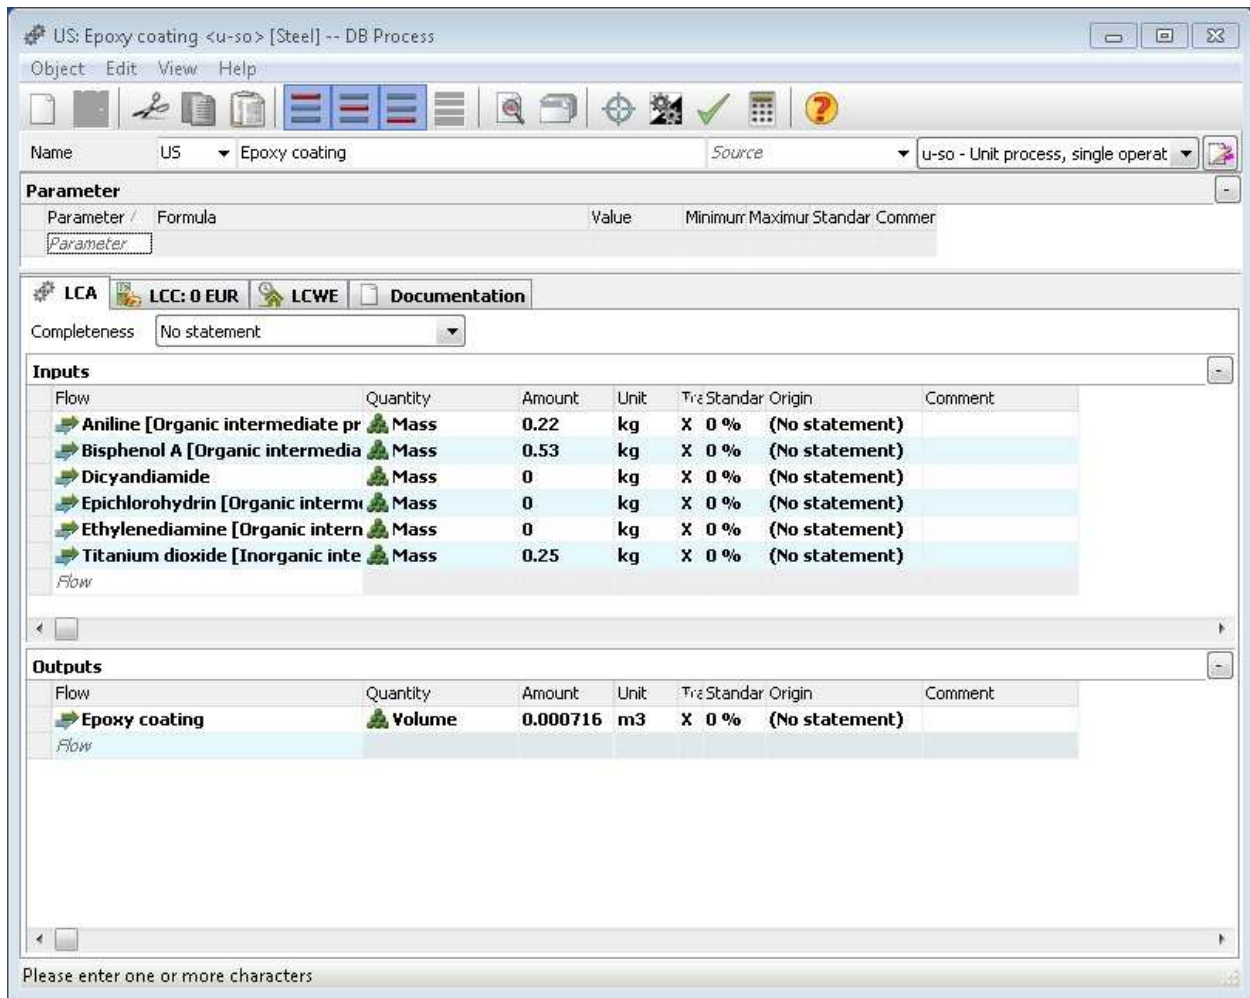 US: Epoxy coating <u-so> [Steel] -- DB Process
Object Edit View Help
Name US Epoxy coating Source u-so - Unit process, single operat
Parameter
Parameter Formula Value Minimur Maximur Standar Commer
Parameter
LCA LCC: 0 EUR LCWE Documentation
Completeness No statement
Inputs
Flow Quantity Amount Unit Tra Standar Origin Comment
Aniline [Organic intermediate pr Mass 0.22 kg X 0 % (No statement)
Bisphenol A [Organic intermedia Mass 0.53 kg X 0 % (No statement)
Dicyandiamide Mass 0 kg X 0 % (No statement)
Epichlorohydrin [Organic interme Mass 0 kg X 0 % (No statement)
Ethylenediamine [Organic intern Mass 0 kg X 0 % (No statement)
Titanium dioxide [Inorganic inte Mass 0.25 kg X 0 % (No statement)
Flow
Outputs
Flow Quantity Amount Unit Tra Standar Origin Comment
Epoxy coating Volume 0.000716 m3 X 0 % (No statement)
Flow
Please enter one or more characters